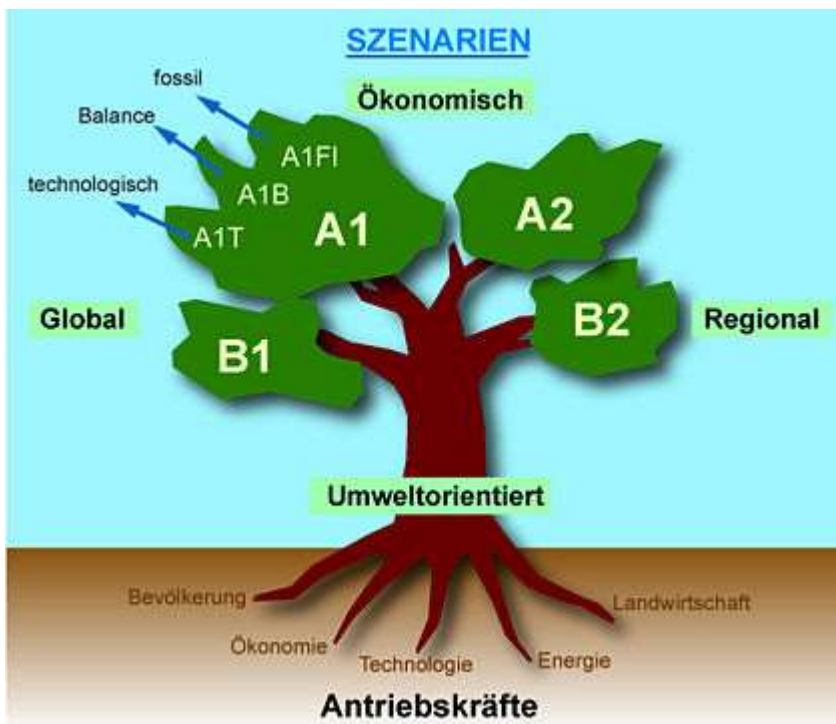 SZENARIEN
fossil
Ökonomisch
Balance
A1FI
technologisch
A1B
A1T
A1
A2
Global
B1
B2
Regional
Umweltorientiert
Bevölkerung
Landwirtschaft
Ökonomie
Technologie
Energie
Antriebskräfte